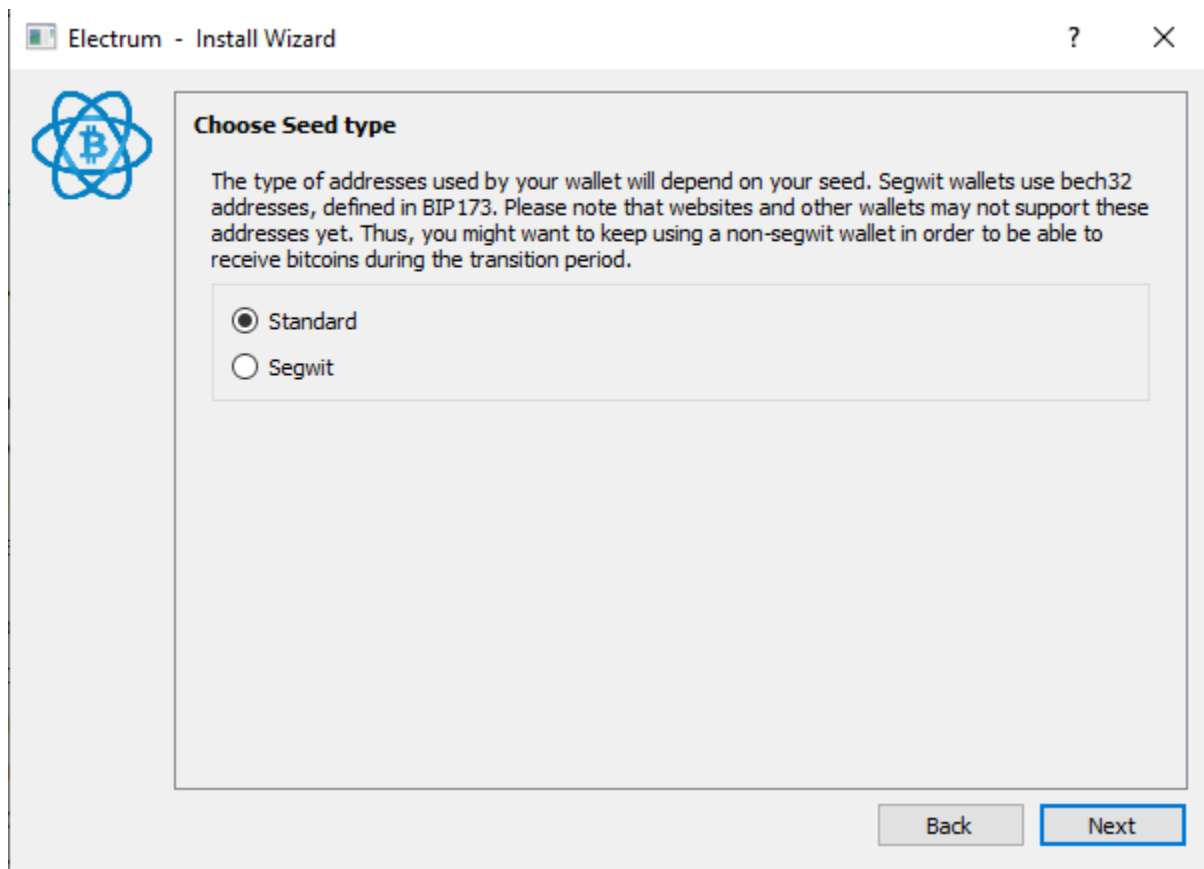 Electrum - Install Wizard
?
Choose Seed type
The type of addresses used by your wallet will depend on your seed. Segwit wallets use bech32
addresses, defined in BIP173. Please note that websites and other wallets may not support these
addresses yet. Thus, you might want to keep using a non-segwit wallet in order to be able to
receive bitcoins during the transition period.
Standard
Segwit
Back
Next